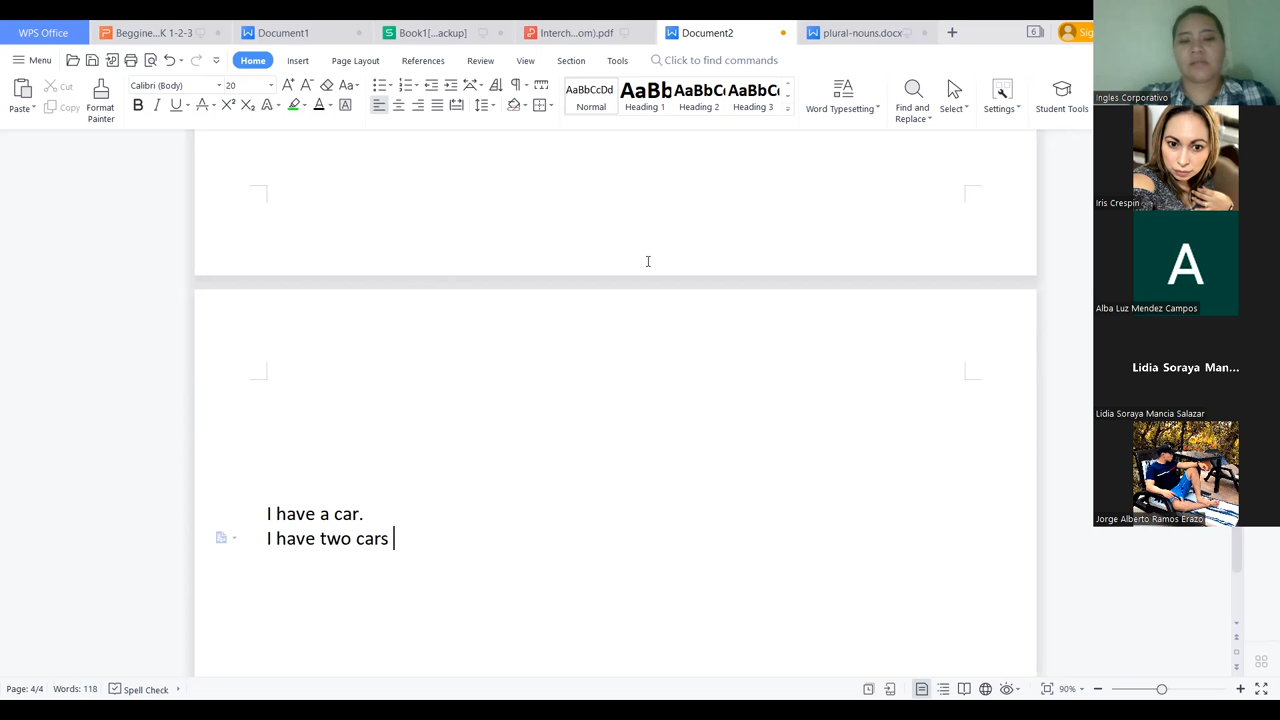 WPS Office
Beggine...K 1-2-3
Document1
Book1[...ackup]
Interch...om).pdf
Document2
plural-nouns.docx
6
Sig
Menu
Home
Insert
Page Layout
References
Review
View
Section
Tools
Click to find commands
Paste
Cut
Copy
Format Painter
Calibri (Body)
20
AaBbCcDd
Normal
AaBb
Heading 1
AaBbC
Heading 2
AaBbC
Heading 3
Word Typesetting
Find and Replace
Select
Settings
Student Tools
I have a car.
I have two cars
Ingles Corporativo
Iris Crespin
A
Alba Luz Mendez Campos
Lidia Soraya Man...
Lidia Soraya Mancia Salazar
Jorge Alberto Ramos Erazo
Page: 4/4
Words: 118
Spell Check
90%